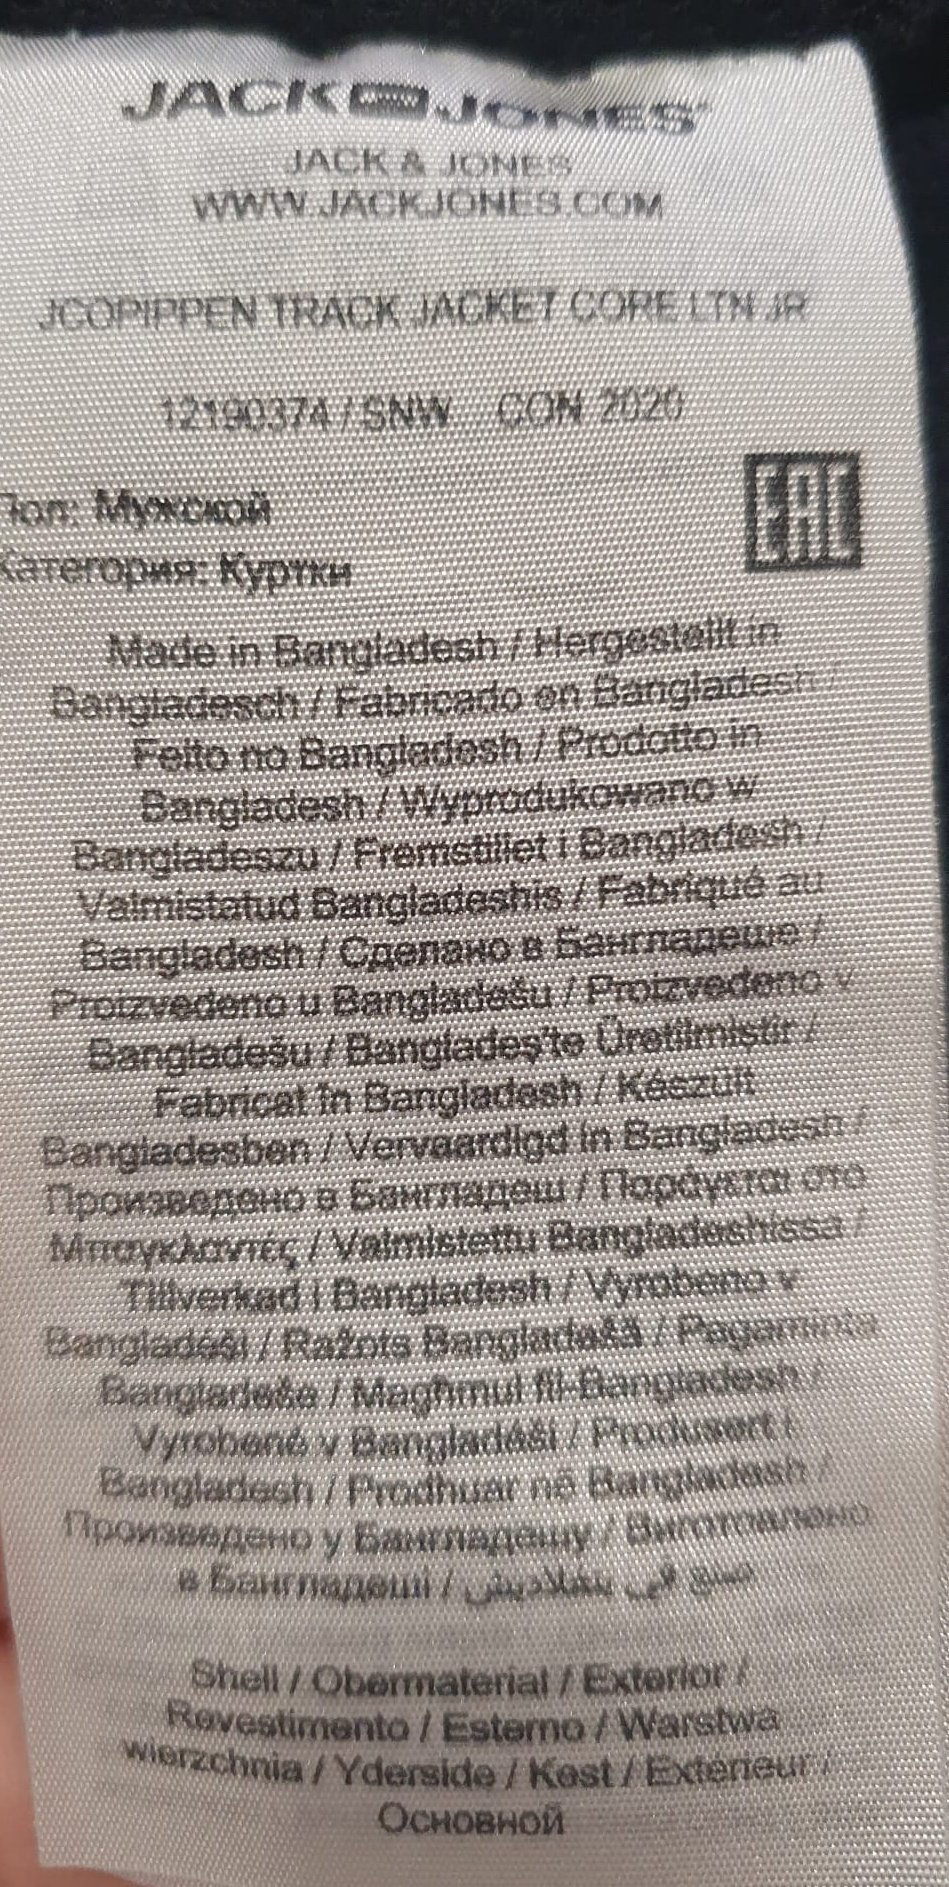 JACK JONES
JACK & JONES
WWW.JACKJONES.COM
JCOPIPPEN TRACK JACKET CORE LTN JR
12190374 / SNW CON 2020
Пол: Мужской
EAC
Категория: Куртки
Made in Bangladesh / Hergestellt in
Bangladesch / Fabricado en Bangladesh /
Feito no Bangladesh / Prodotto in
Bangladesh / Wyprodukowano w
Bangladeszu / Fremstillet i Bangladesh /
Valmistatud Bangladeshis / Fabriqué au
Bangladesh / Сделано в Бангладеше /
Proizvedeno u Bangladešu / Proizvedeno v
Bangladešu / Bangladeş'te Üretilmiştir /
Fabricat în Bangladesh / Készült
Bangladesben / Vervaardigd in Bangladesh /
Произведено в Бангладеш / Παράγεται στο
Μπαγκλαντές / Valmistettu Bangladeshissa /
Tillverkad i Bangladesh / Vyrobeno v
Bangladéši / Ražots Bangladešā / Pagaminta
Bangladeše / Magħmul fil-Bangladesh /
Vyrobené v Bangladéši / Produsert i
Bangladesh / Prodhuar në Bangladesh /
Произведено у Бангладешу / Виготовлено
в Бангладеші / صنع في بنغلاديش
Shell / Obermaterial / Exterior /
Revestimento / Esterno / Warstwa
wierzchnia / Yderside / Kest / Extérieur /
Основной